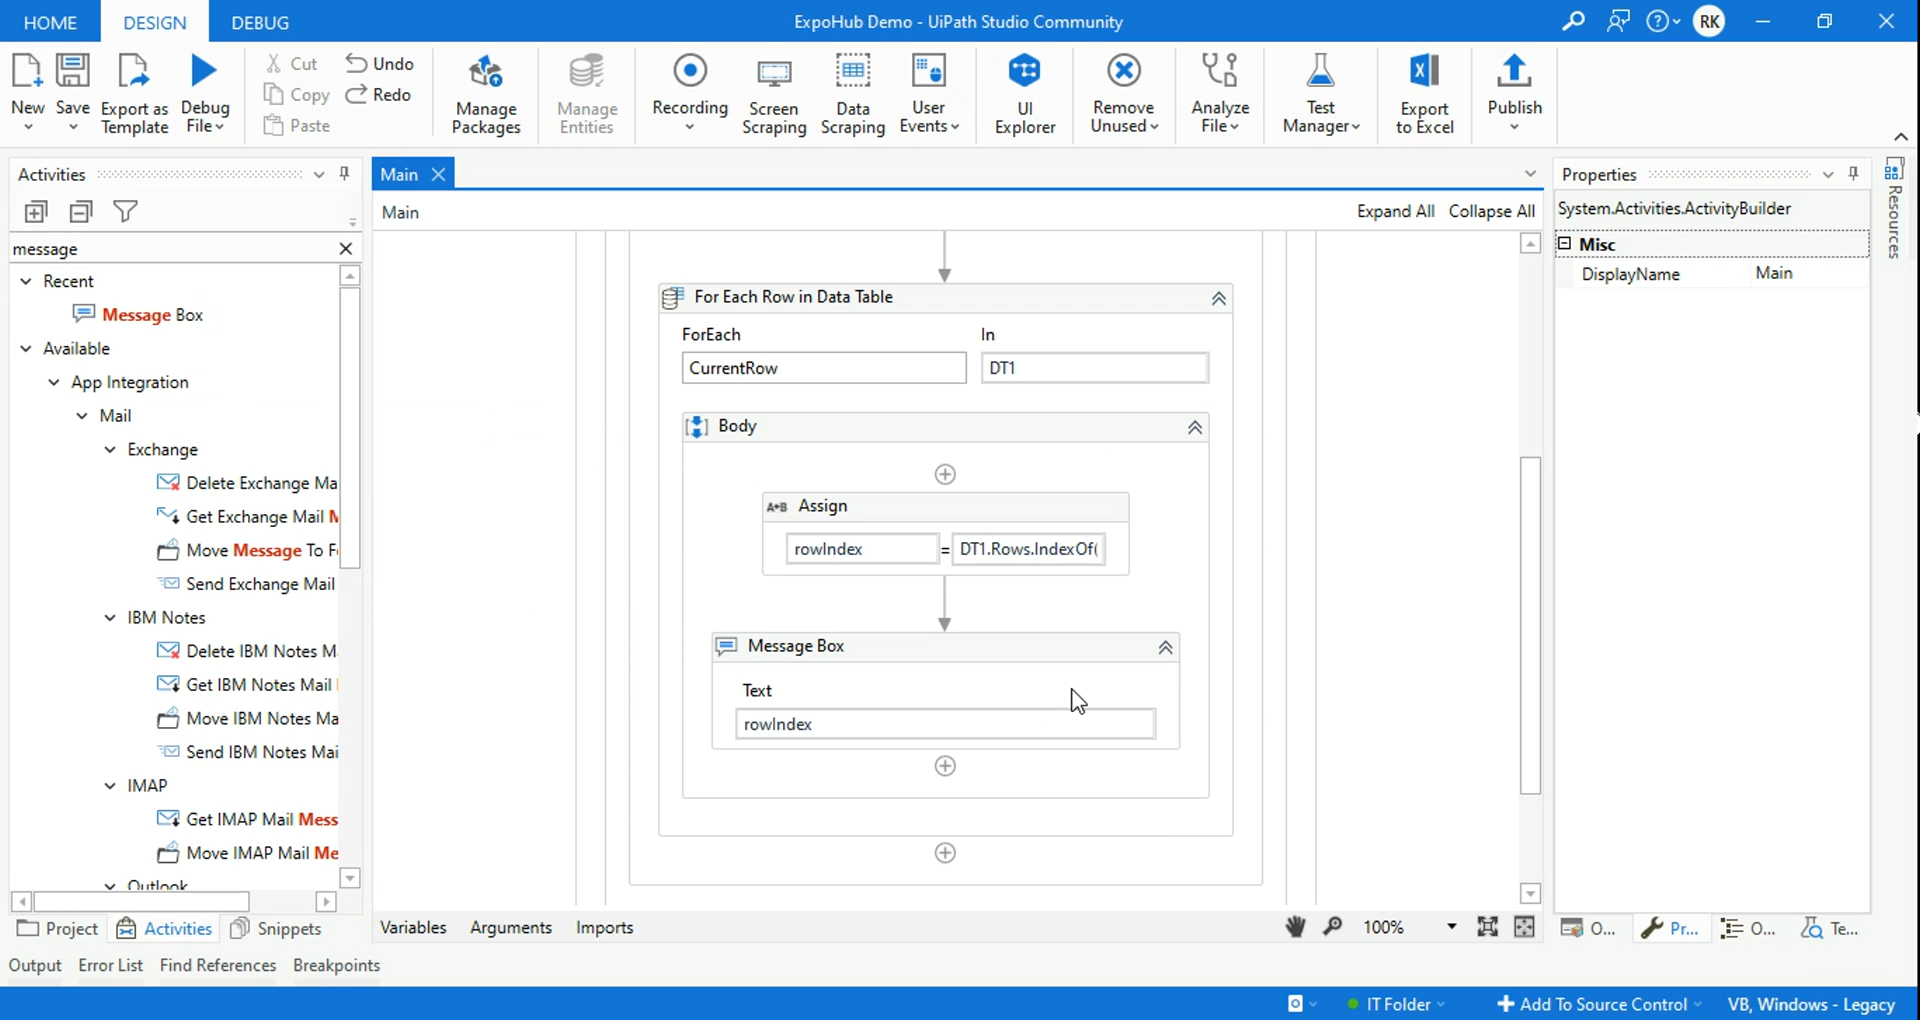 HOME DESIGN DEBUG
ExpoHub Demo - UiPath Studio Community
RK
New
Save
Export as
Template
Debug
File
Cut
Copy
Paste
Undo
Redo
Manage
Packages
Manage
Entities
Recording
Screen
Scraping
Data
Scraping
User
Events
UI
Explorer
Remove
Unused
Analyze
File
Test
Manager
Export
to Excel
Publish
Activities
message
Recent
Message Box
Available
App Integration
Mail
Exchange
Delete Exchange Ma
Get Exchange Mail M
Move Message To F
Send Exchange Mail
IBM Notes
Delete IBM Notes M
Get IBM Notes Mail
Move IBM Notes Ma
Send IBM Notes Mai
IMAP
Get IMAP Mail Mess
Move IMAP Mail Me
Outlook
Project Activities Snippets
Main
Main
Expand All Collapse All
For Each Row in Data Table
ForEach In
CurrentRow DT1
Body
A+B Assign
rowIndex = DT1.Rows.IndexOf(
Message Box
Text
rowIndex
Variables Arguments Imports
100%
Properties
System.Activities.ActivityBuilder
Misc
DisplayName Main
Resources
O... Pr... O... Te...
Output Error List Find References Breakpoints
IT Folder
Add To Source Control
VB, Windows - Legacy